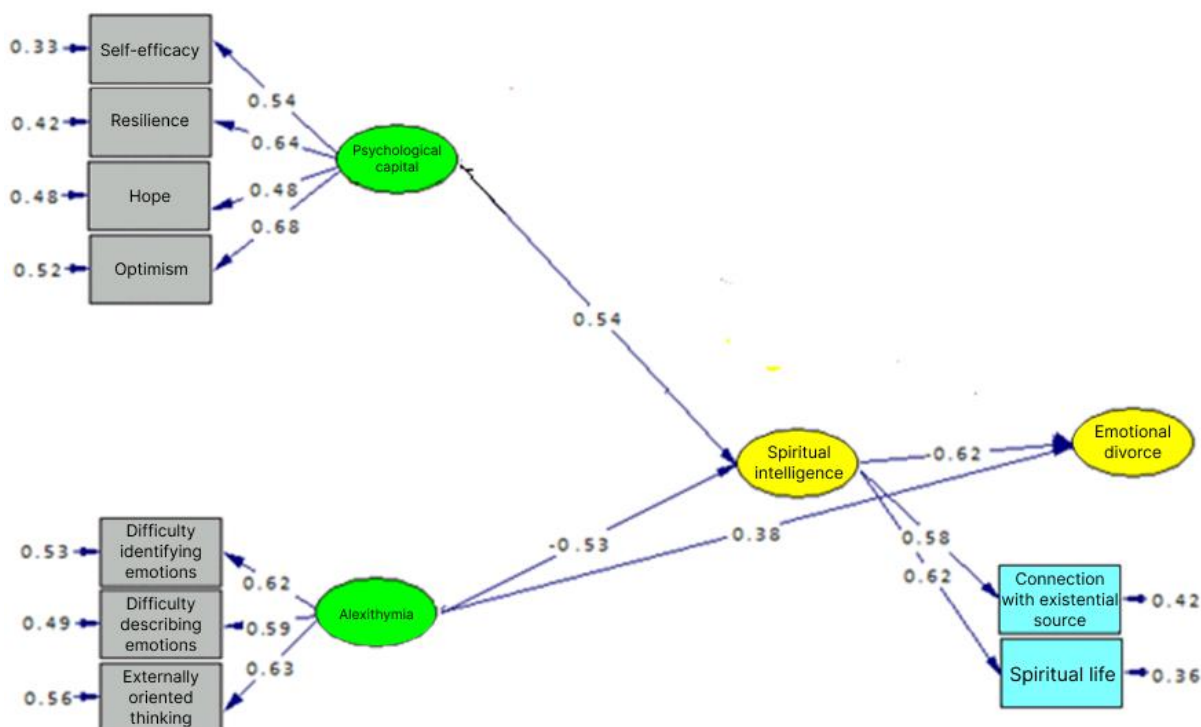 0.33
Self-efficacy
0.54
0.42
Resilience
0.64
Psychological
capital
0.48
Hope
0.48
0.68
0.52
Optimism
0.54
Spiritual
intelligence
-0.62
Emotional
divorce
-0.53
0.38
0.53
Difficulty
identifying
emotions
0.62
0.49
Difficulty
describing
emotions
0.59
Alexithymia
0.63
0.56
Externally
oriented
thinking
0.58
0.62
Connection
with existential
source
0.42
Spiritual life
0.36